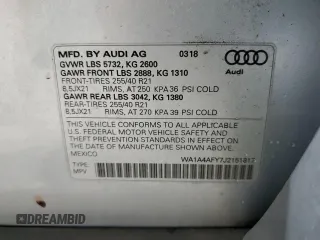 MFD. BY AUDI AG 0318
GVWR LBS 5732, KG 2600
GAWR FRONT LBS 2888, KG 1310
FRONT-TIRES 255/40 R21
8.5JX21 RIMS, AT 250 KPA 36 PSI COLD
GAWR REAR LBS 3042, KG 1380
REAR-TIRES 255/40 R21
8.5JX21 RIMS, AT 270 KPA 39 PSI COLD
Audi
THIS VEHICLE CONFORMS TO ALL APPLICABLE
U.S. FEDERAL MOTOR VEHICLE SAFETY AND
THEFT PREVENTION STANDARDS IN EFFECT ON
THE DATE OF MANUFACTURE SHOWN ABOVE.
MEXICO
TYPE:
MPV
AUTOBIDMASTER